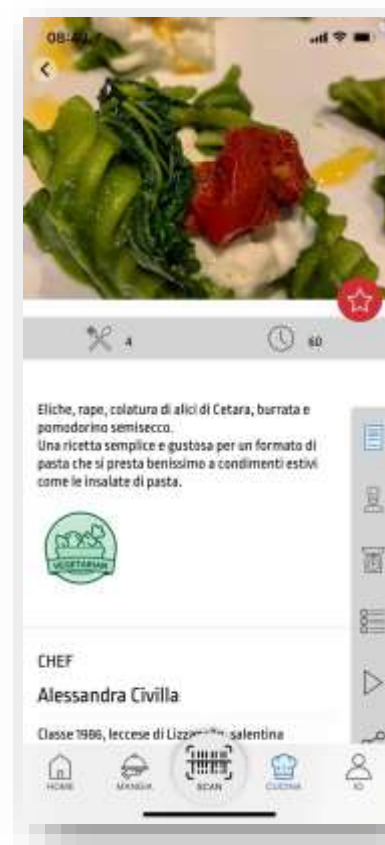 08:40
4
60
Eliche, rape, colatura di alici di Cetara, burrata e
pomodorino semisecco.
Una ricetta semplice e gustosa per un formato di
pasta che si presta benissimo a condimenti estivi
come le insalate di pasta.
VEGETARIAN
CHEF
Alessandra Civilla
Classe 1986, leccese di salentina
HOME
MANGIA
SCAN
CUCINA
IO